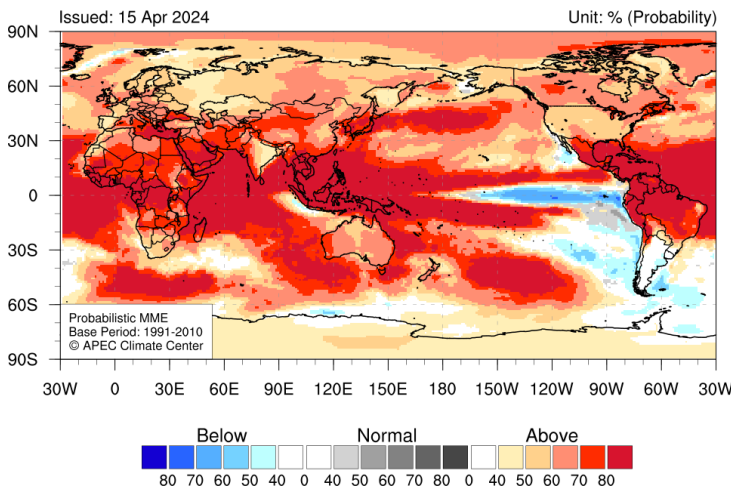 Issued: 15 Apr 2024 Unit: % (Probability)
90N
60N
30N
0
30S
60S
90S
Probabilistic MME
Base Period: 1991-2010
© APEC Climate Center
30W 0 30E 60E 90E 120E 150E 180 150W 120W 90W 60W 30W
Below Normal Above
80 70 60 50 40 0 40 50 60 70 80 0 40 50 60 70 80